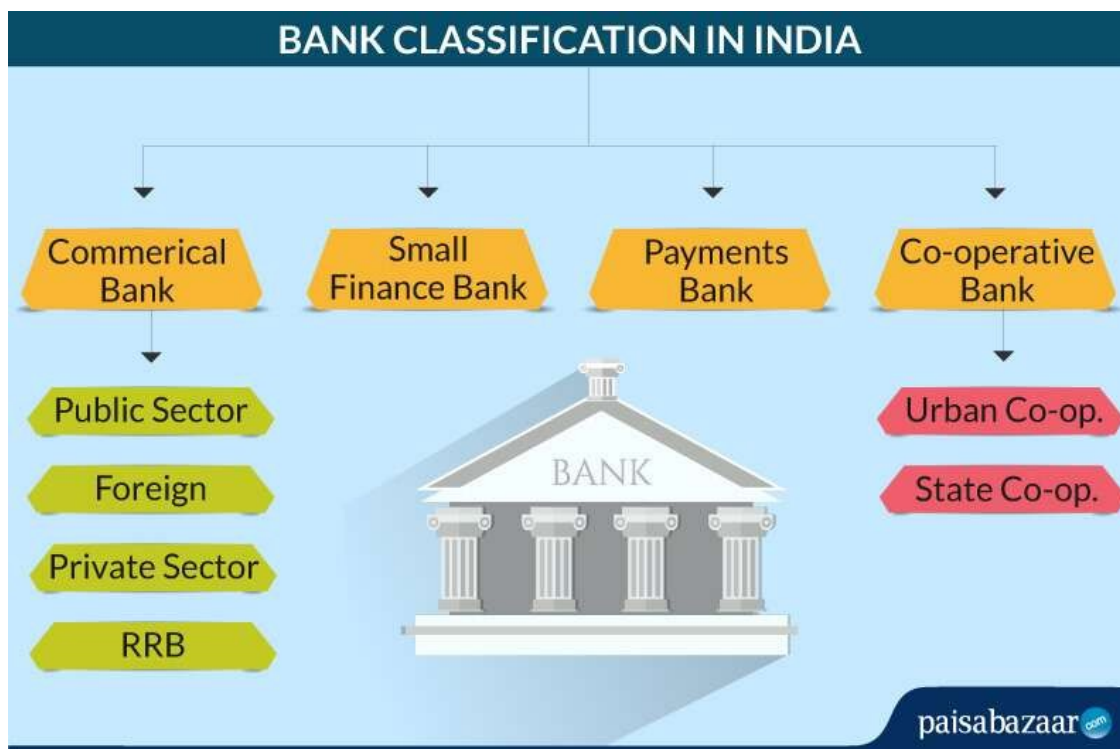 BANK CLASSIFICATION IN INDIA
Commerical
Bank
Small
Finance Bank
Payments
Bank
Co-operative
Bank
Public Sector
Foreign
Private Sector
RRB
BANK
Urban Co-op.
State Co-op.
paisabazaar.com